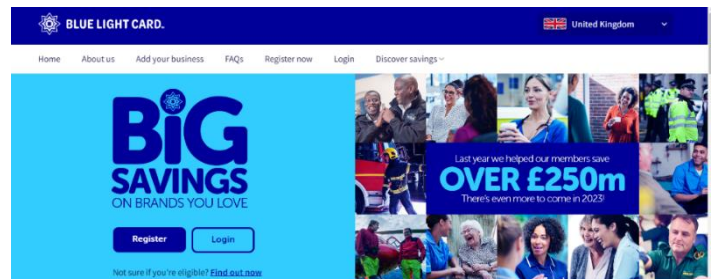 BLUE LIGHT CARD.
United Kingdom
Home About us Add your business FAQs Register now Login Discover savings
BiG
SAVINGS
ON BRANDS YOU LOVE
Register Login
Not sure if you're eligible? Find out now
Last year we helped our members save
OVER £250m
There's even more to come in 2023!